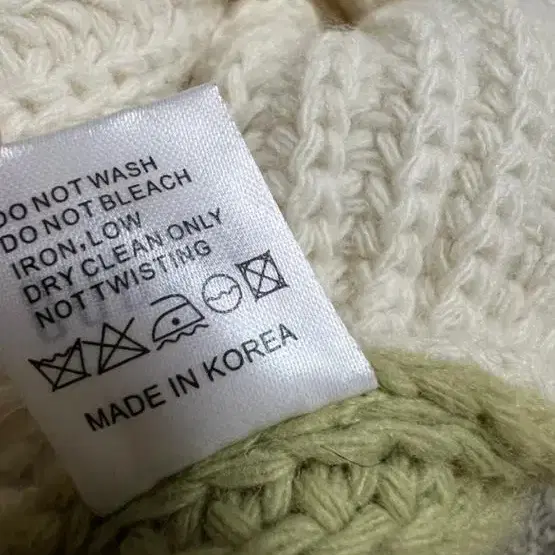 DO NOT WASH
DO NOT BLEACH
IRON,LOW
DRY CLEAN ONLY
NOT TWISTING
MADE IN KOREA